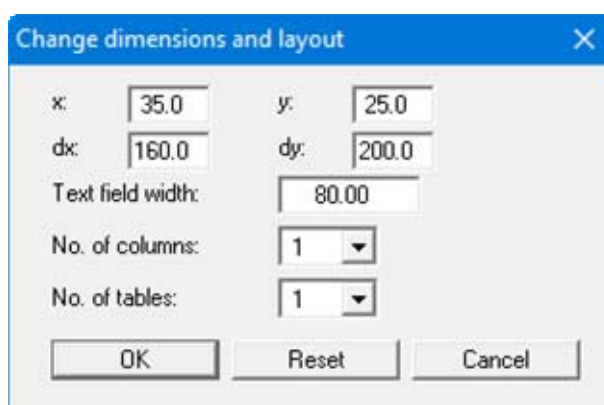 Change dimensions and layout
x: 35.0 y: 25.0
dx: 160.0 dy: 200.0
Text field width: 80.00
No. of columns: 1
No. of tables: 1
OK Reset Cancel